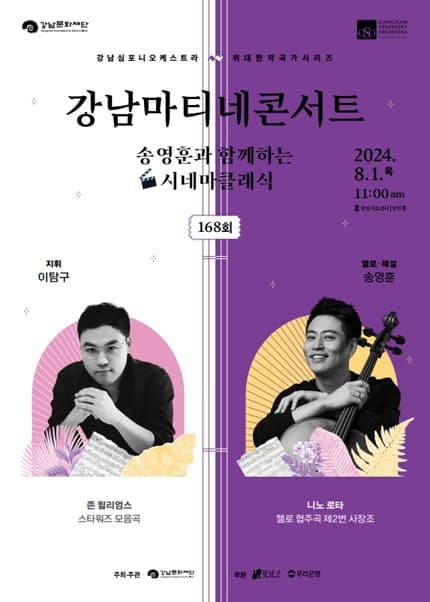 강남문화재단
GANGNAM
SYMPHONY
ORCHESTRA
강남심포니오케스트라 위대한작곡가시리즈
강남마티네콘서트
송영훈과 함께하는
시네마클래식
2024.
8.1.목
11:00am
168회
지휘
이탐구
첼로·해설
송영훈
존 윌리엄스
스타워즈 모음곡
니노 로타
첼로 협주곡 제2번 사장조
주최·주관 강남문화재단
후원 우리은행